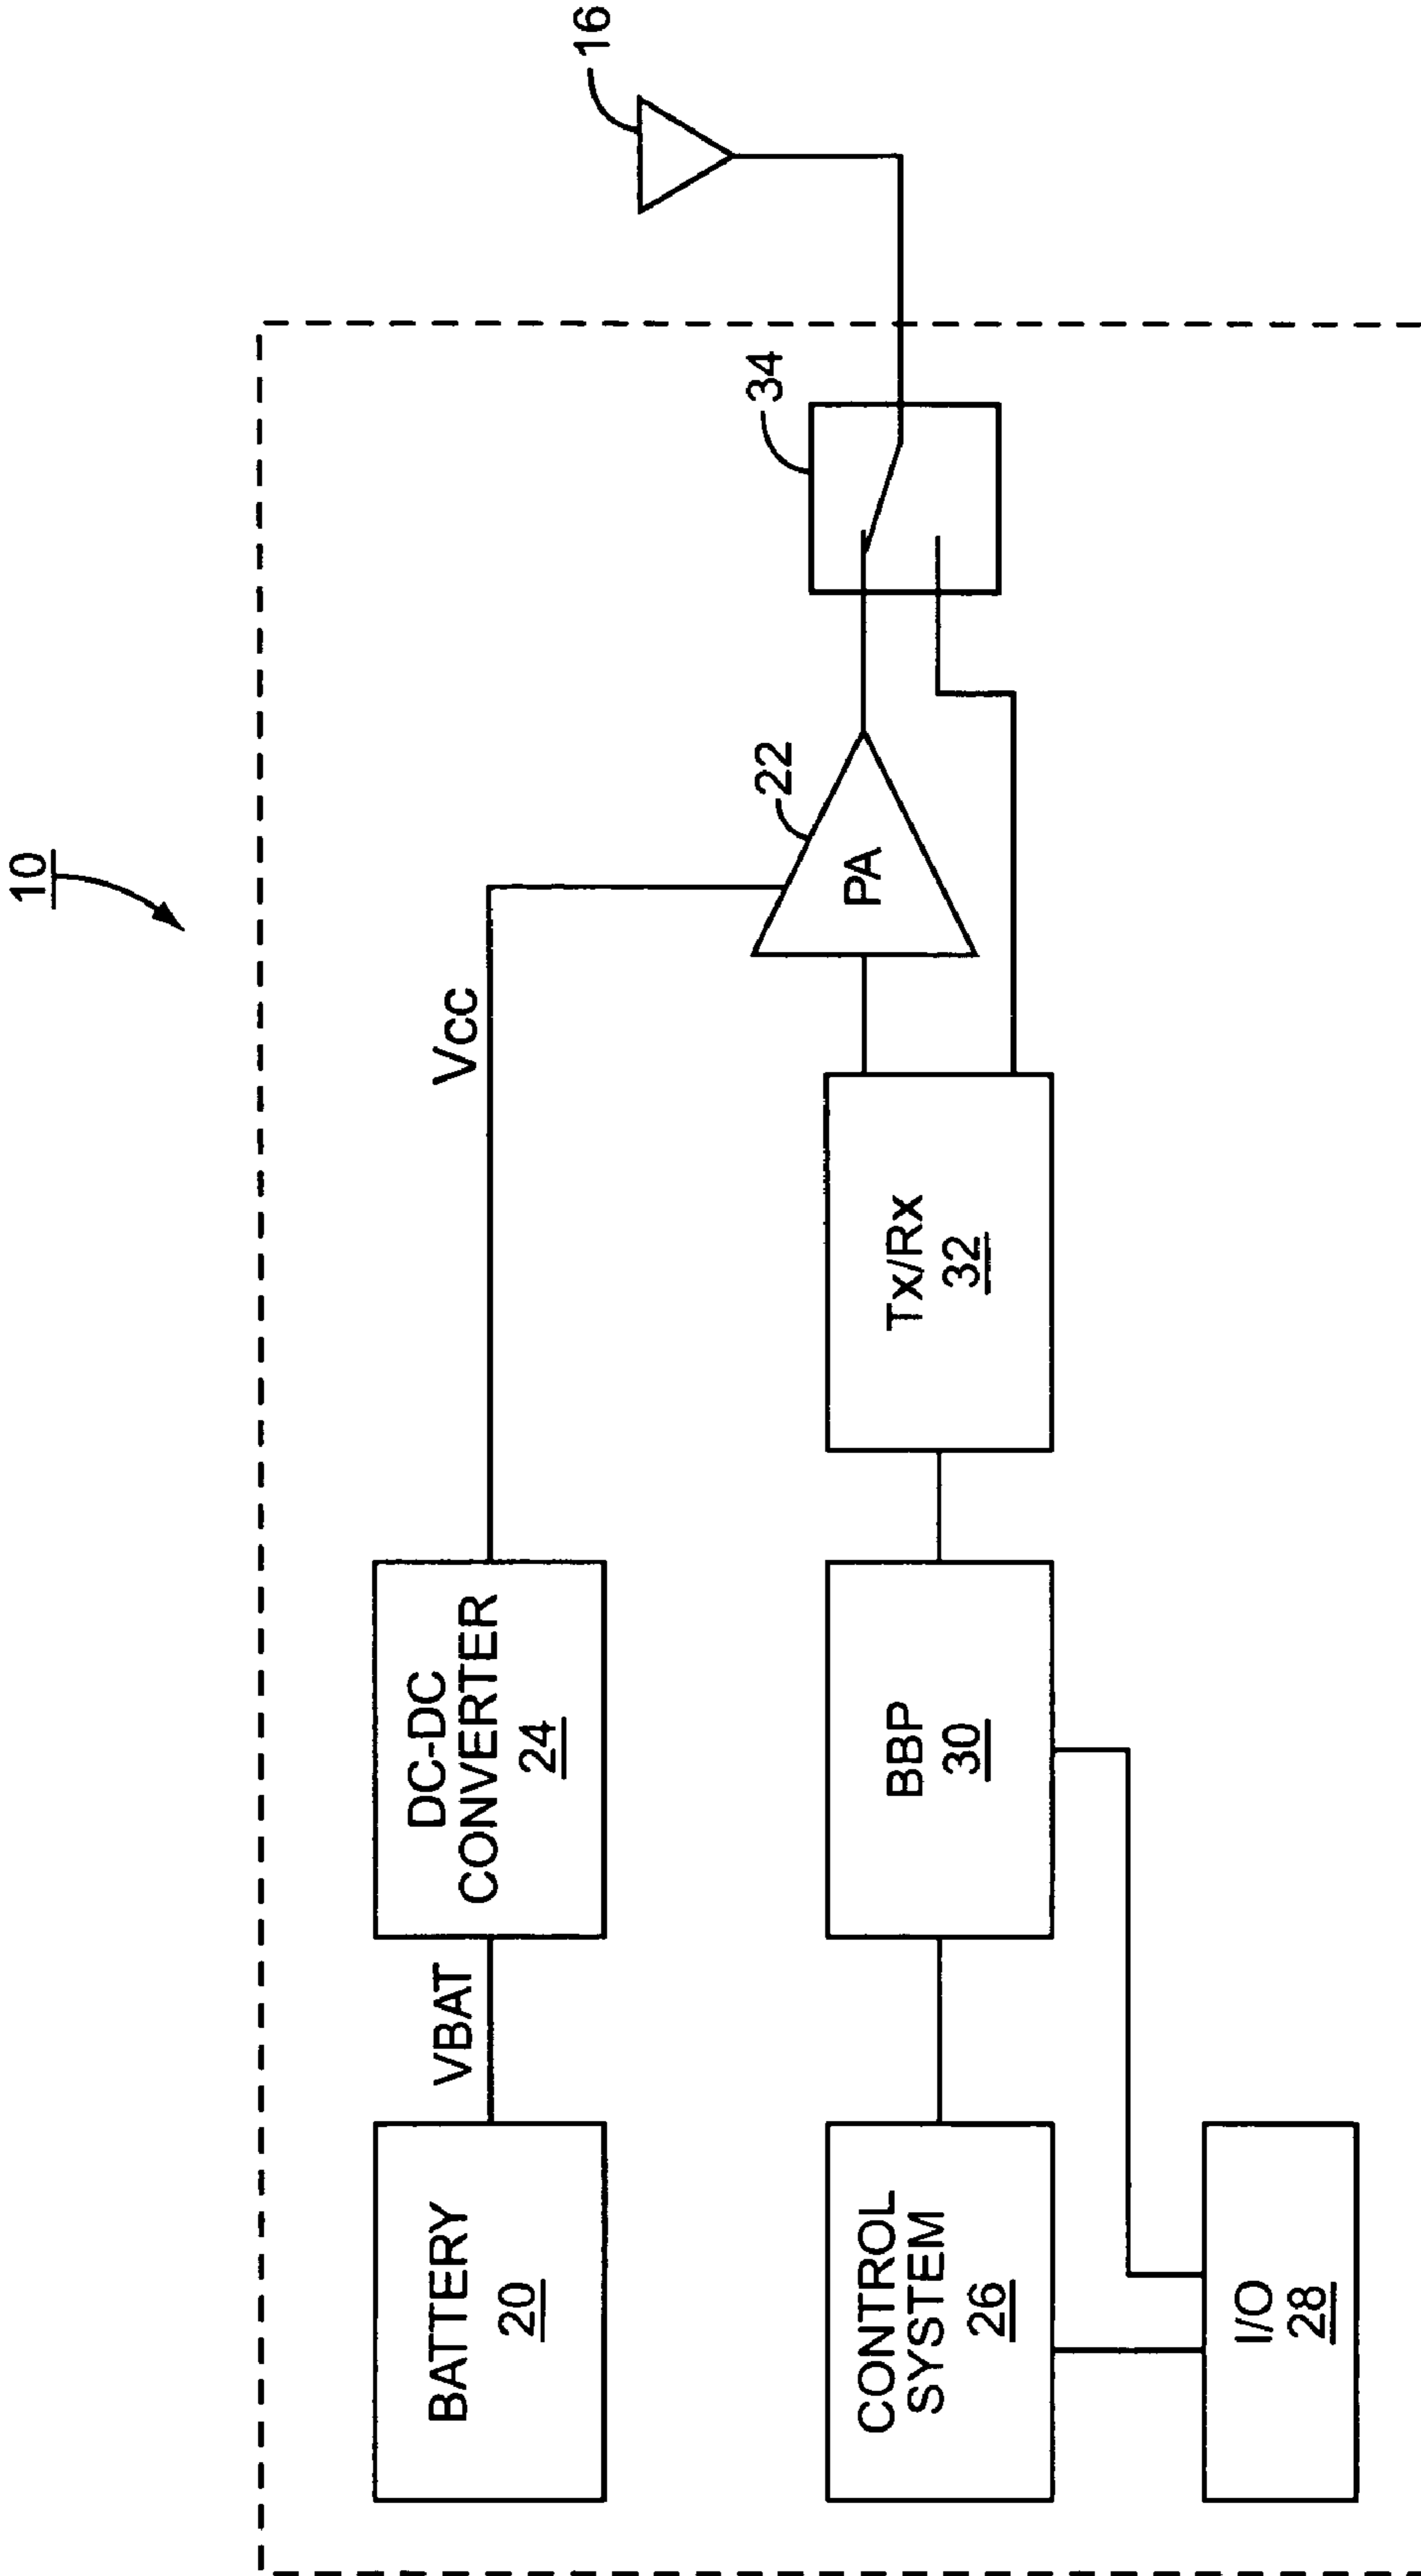 10
16
BATTERY
20
VBAT
DC-DC
CONVERTER
24
Vcc
22
PA
34
CONTROL
SYSTEM
26
BBP
30
Tx/Rx
32
I/O
28